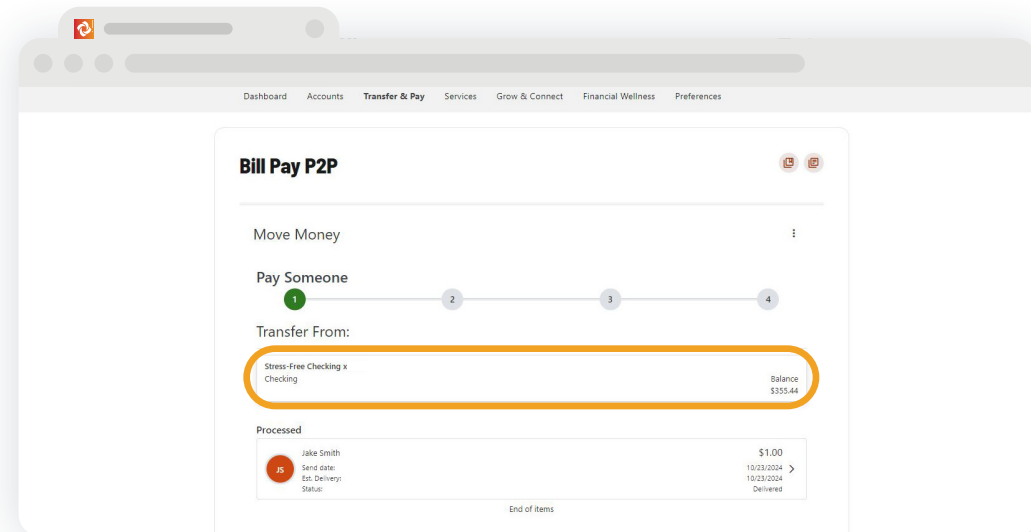 Dashboard Accounts Transfer & Pay Services Grow & Connect Financial Wellness Preferences
Bill Pay P2P
Move Money
Pay Someone
1 2 3 4
Transfer From:
Stress-Free Checking x
Checking Balance
$355.44
Processed
Jake Smith $1.00
JS
Send date: 10/23/2024
Est. Delivery: 10/23/2024
Status: Delivered
End of items